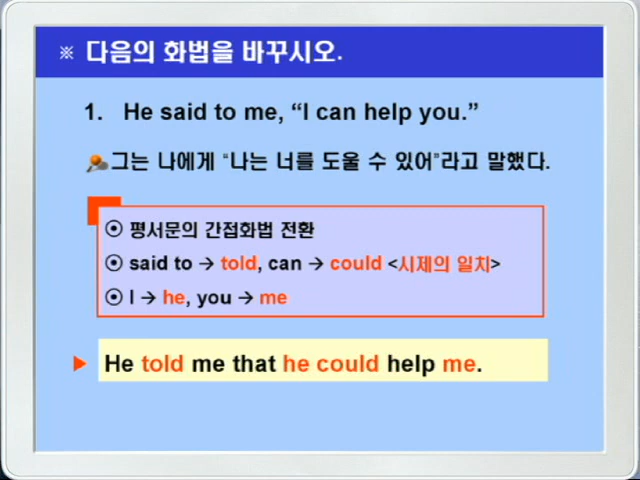 ※ 다음의 화법을 바꾸시오.
1. He said to me, “I can help you.”
그는 나에게 “나는 너를 도울 수 있어”라고 말했다.
⊙ 평서문의 간접화법 전환
⊙ said to → told, can → could <시제의 일치>
⊙ I → he, you → me
▶ He told me that he could help me.